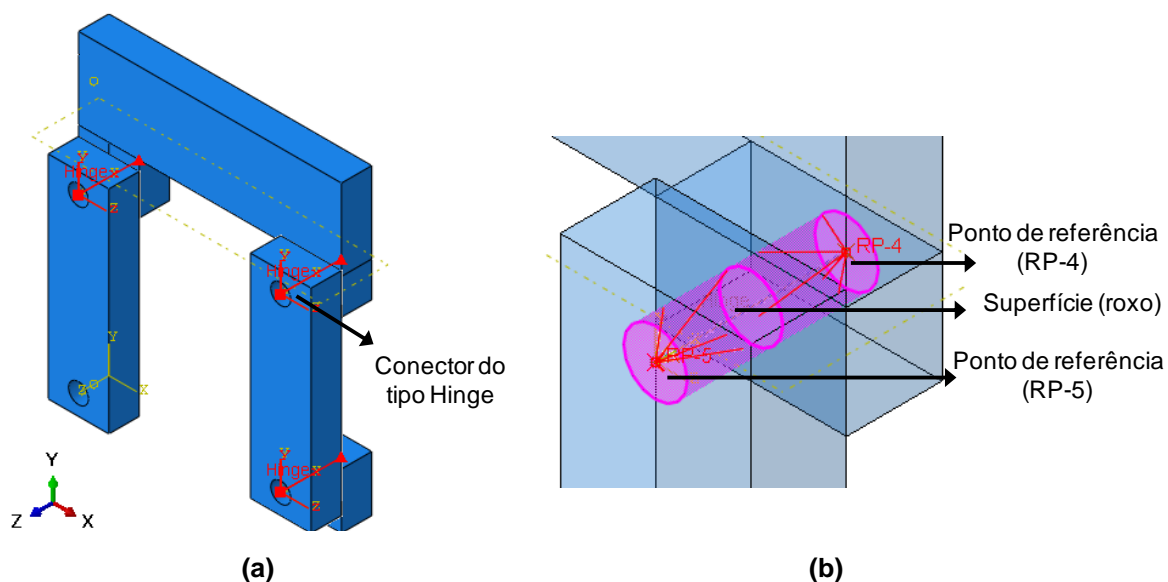 Y
Hinge
X
Z
Y
Hinge
X
Z
Y
Z
X
Y
Hinge
X
Z
Conector do
tipo Hinge
Y
Z
X
(a)
RP-4
RP-5
Ponto de referência
(RP-4)
Superfície (roxo)
Ponto de referência
(RP-5)
(b)